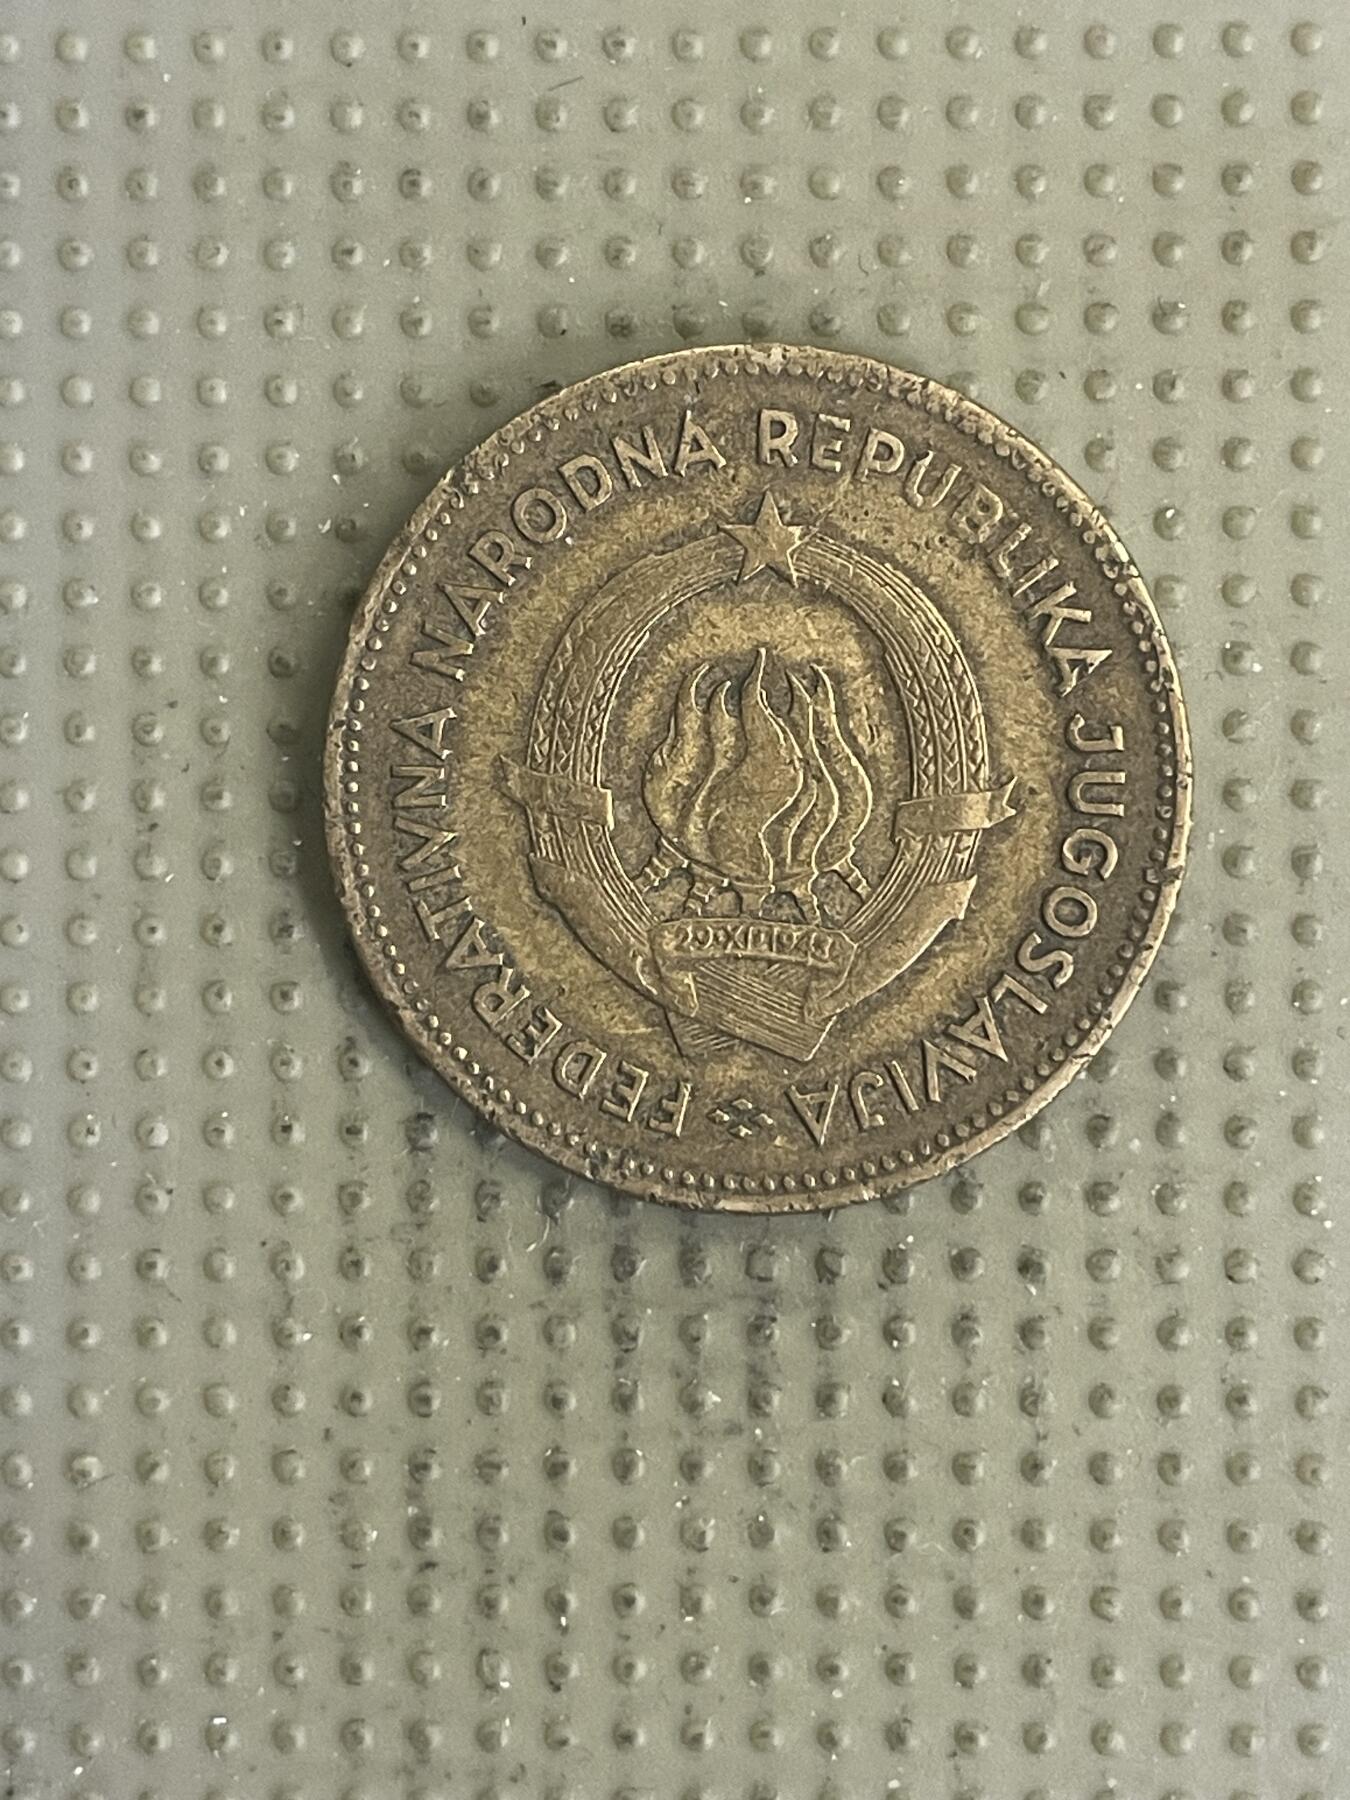 FEDERATIVNA NARODNA REPUBLIKA JUGOSLAVIJA
29•XI•1943